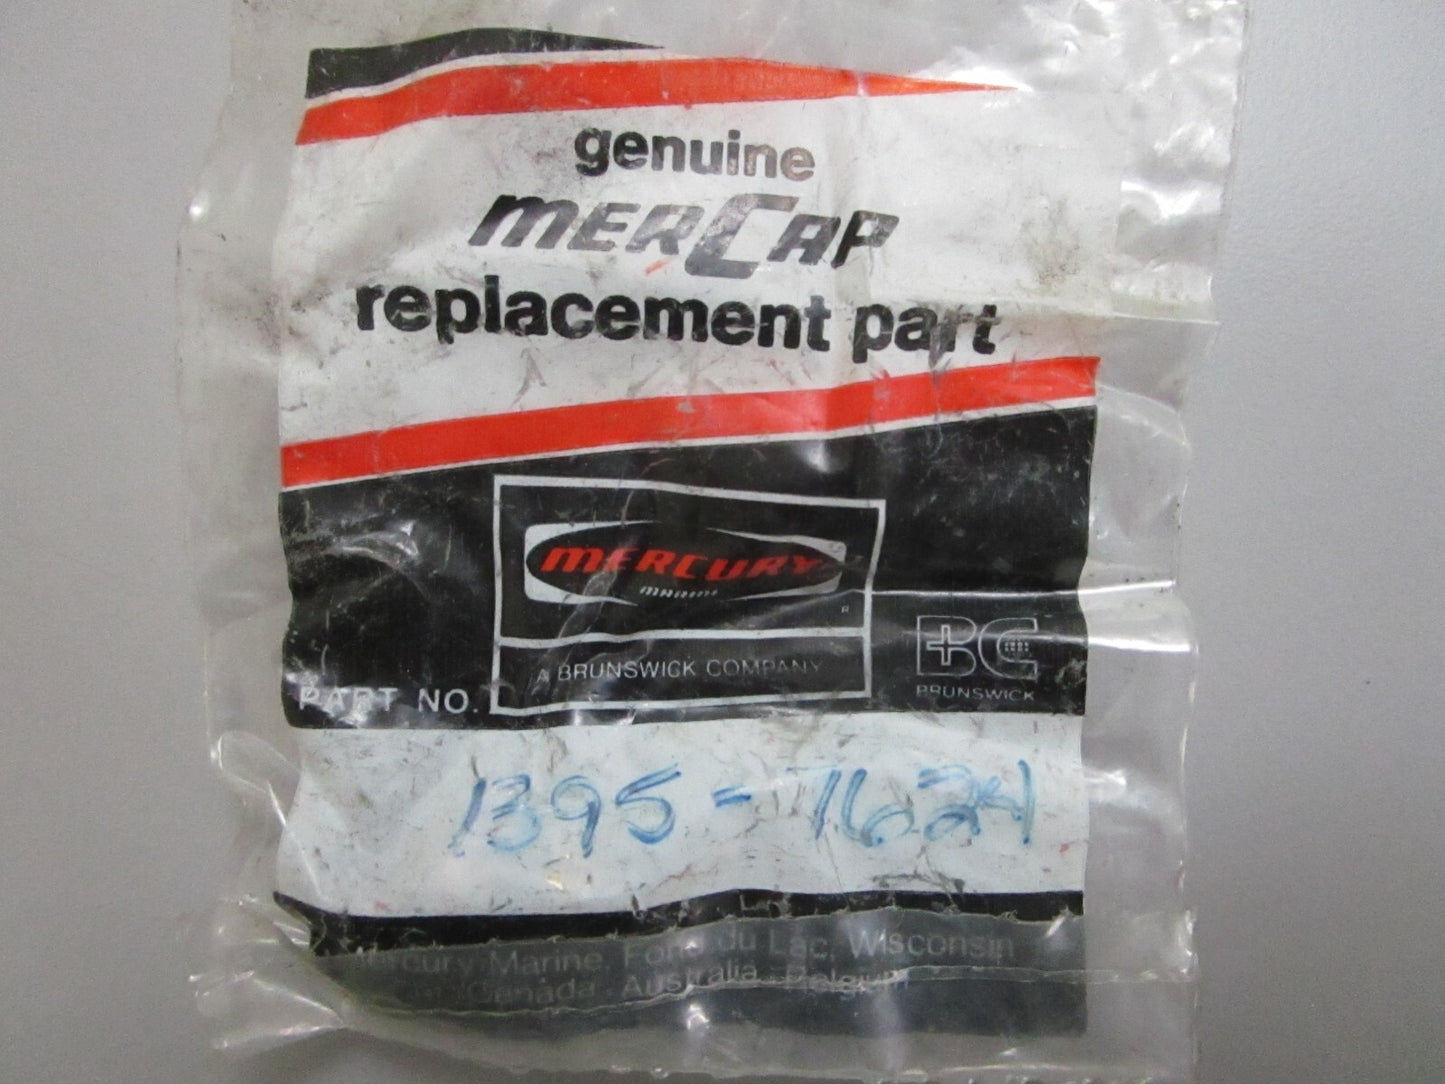 genuine
MERCAP
replacement part
MERCURY
MARINE
R
A BRUNSWICK COMPANY
BC
BRUNSWICK
PART NO.
1395-7624
Mercury Marine, Fond du Lac, Wisconsin
Canada Australia Belgium